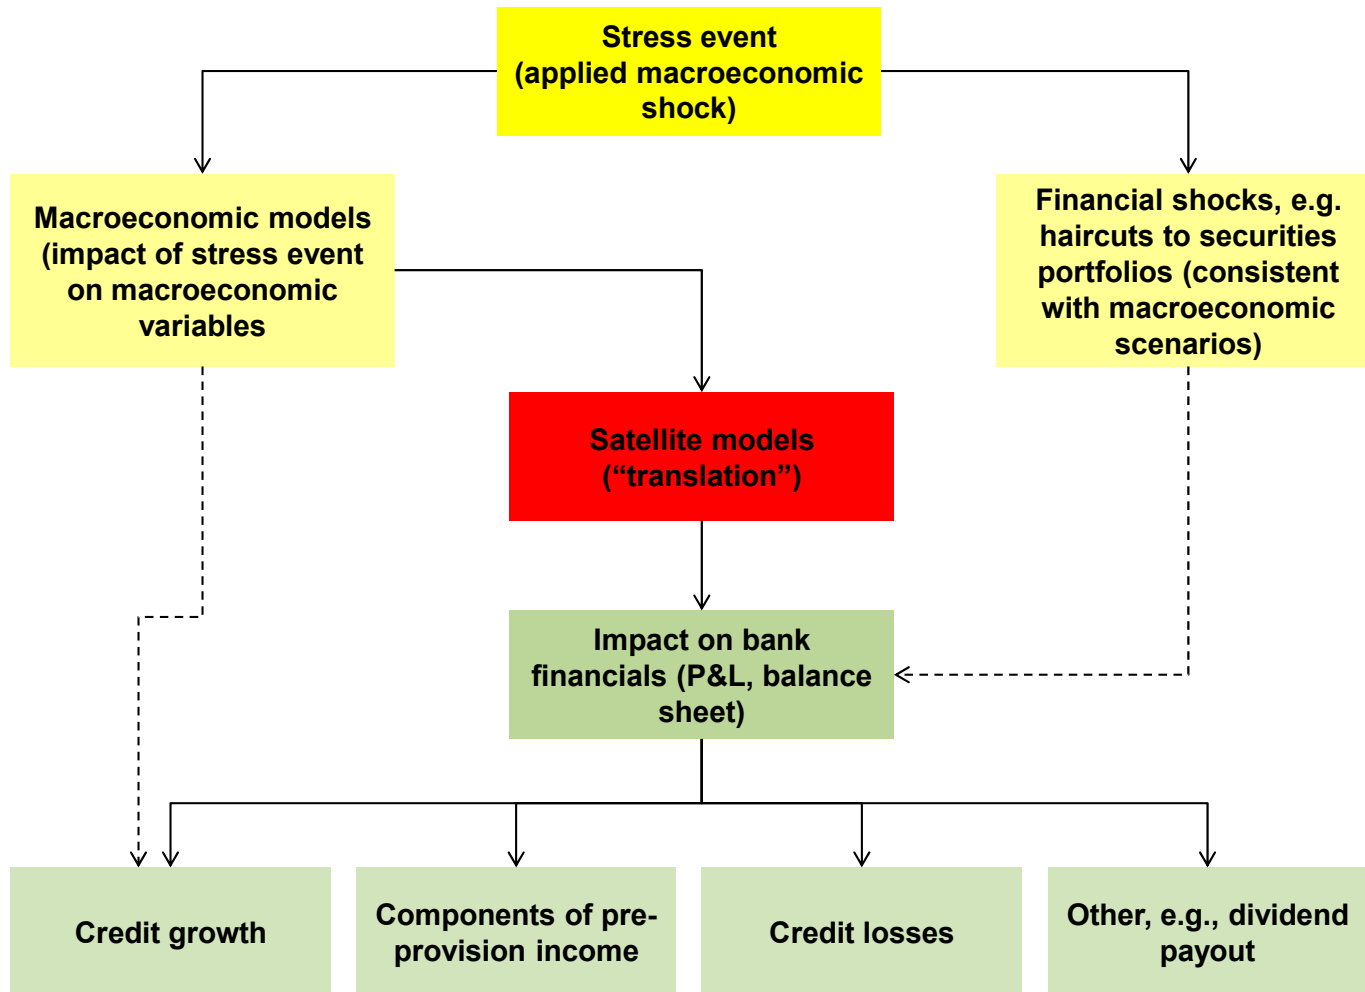 Stress event
(applied macroeconomic
shock)
Macroeconomic models
(impact of stress event
on macroeconomic
variables
Financial shocks, e.g.
haircuts to securities
portfolios (consistent
with macroeconomic
scenarios)
Satellite models
(“translation”)
Impact on bank
financials (P&L, balance
sheet)
Credit growth
Components of pre-
provision income
Credit losses
Other, e.g., dividend
payout